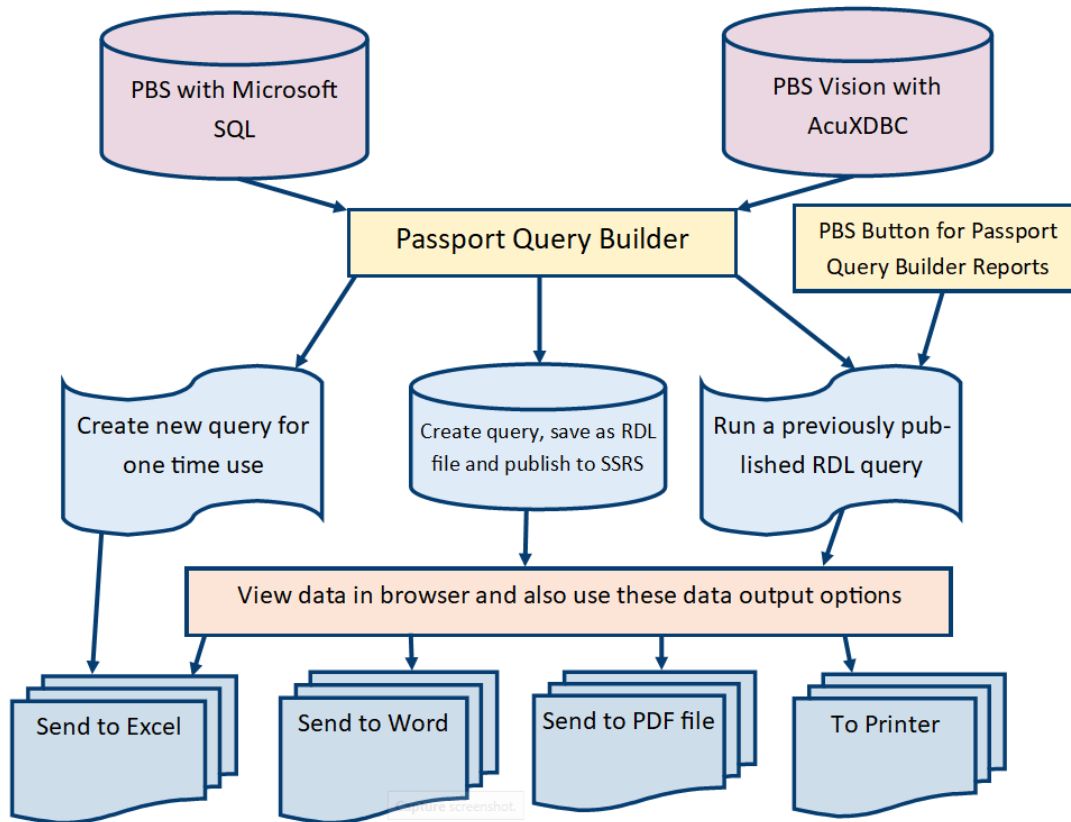 PBS with Microsoft
SQL
PBS Vision with
AcuXDBC
Passport Query Builder
PBS Button for Passport
Query Builder Reports
Create new query for
one time use
Create query, save as RDL
file and publish to SSRS
Run a previously pub-
lished RDL query
View data in browser and also use these data output options
Send to Excel
Send to Word
Send to PDF file
To Printer
Capture screenshot.